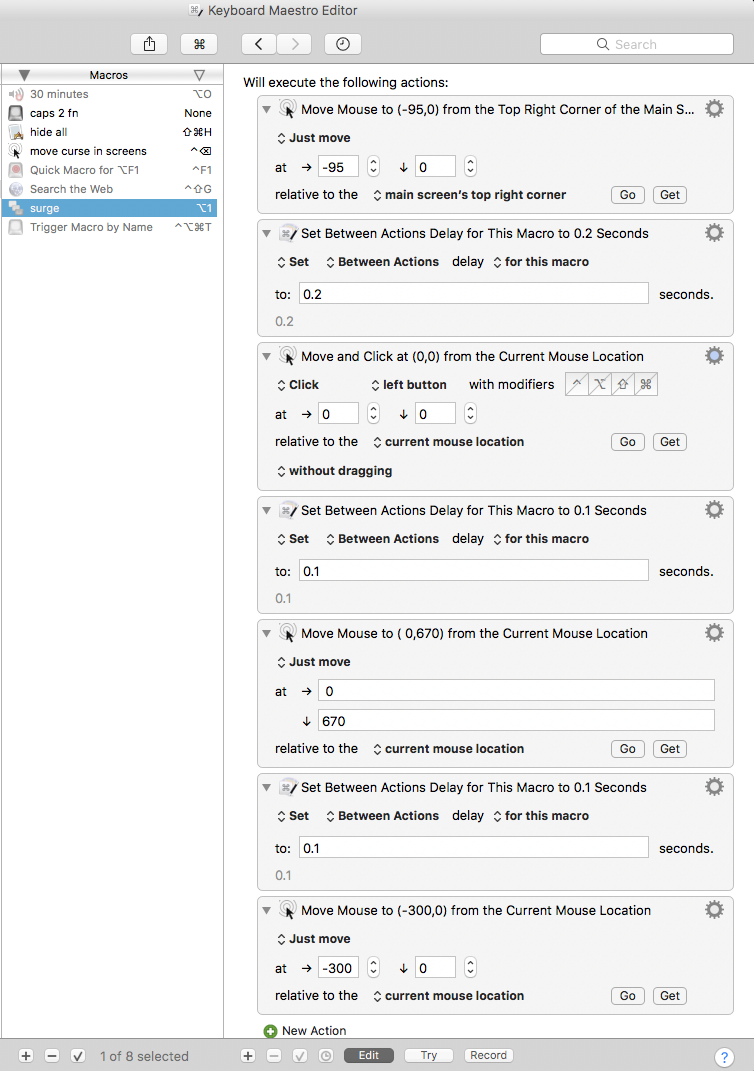 Keyboard Maestro Editor
⌘
Search
Macros
30 minutes ⌥O
caps 2 fn None
hide all ⇧⌘H
move curse in screens ^⌫
Quick Macro for ⌥F1 ^F1
Search the Web ^⇧G
surge ⌥1
Trigger Macro by Name ^⌥⌘T
Will execute the following actions:
Move Mouse to (-95,0) from the Top Right Corner of the Main S...
Just move
at → -95 ↓ 0
relative to the main screen's top right corner Go Get
Set Between Actions Delay for This Macro to 0.2 Seconds
Set Between Actions delay for this macro
to: 0.2 seconds.
0.2
Move and Click at (0,0) from the Current Mouse Location
Click left button with modifiers ^ ⌥ ⇧ ⌘
at → 0 ↓ 0
relative to the current mouse location Go Get
without dragging
Set Between Actions Delay for This Macro to 0.1 Seconds
Set Between Actions delay for this macro
to: 0.1 seconds.
0.1
Move Mouse to ( 0,670) from the Current Mouse Location
Just move
at → 0
↓ 670
relative to the current mouse location Go Get
Set Between Actions Delay for This Macro to 0.1 Seconds
Set Between Actions delay for this macro
to: 0.1 seconds.
0.1
Move Mouse to (-300,0) from the Current Mouse Location
Just move
at → -300 ↓ 0
relative to the current mouse location Go Get
New Action
1 of 8 selected Edit Try Record ?